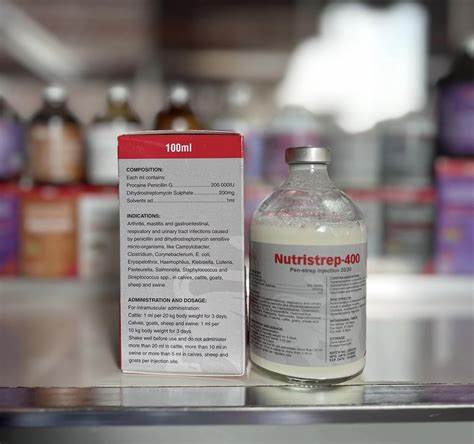 100ml
COMPOSITION:
Each ml contains:
Procaine Penicillin G 200 000IU
Dihydrostreptomycin Sulphate 200mg
Solvents ad 1ml
INDICATIONS:
Arthritis, mastitis and gastrointestinal,
respiratory and urinary tract infections caused
by penicillin and dihydrostreptomycin sensitive
micro-organisms, like Campylobacter,
Clostridium, Corynebacterium, E. coli,
Erysipelothrix, Haemophilus, Klebsiella, Listeria,
Pasteurella, Salmonella, Staphylococcus and
Streptococcus spp., in calves, cattle, goats,
sheep and swine.
ADMINISTRATION AND DOSAGE:
For intramuscular administration:
Cattle: 1 ml per 20 kg body weight for 3 days.
Calves, goats, sheep and swine: 1 ml per
10 kg body weight for 3 days.
Shake well before use and do not administer
more than 20 ml in cattle, more than 10 ml in
swine or more than 5 ml in calves, sheep and
goats per injection site.
Nutristrep-400
Pen-strep injection 20/20